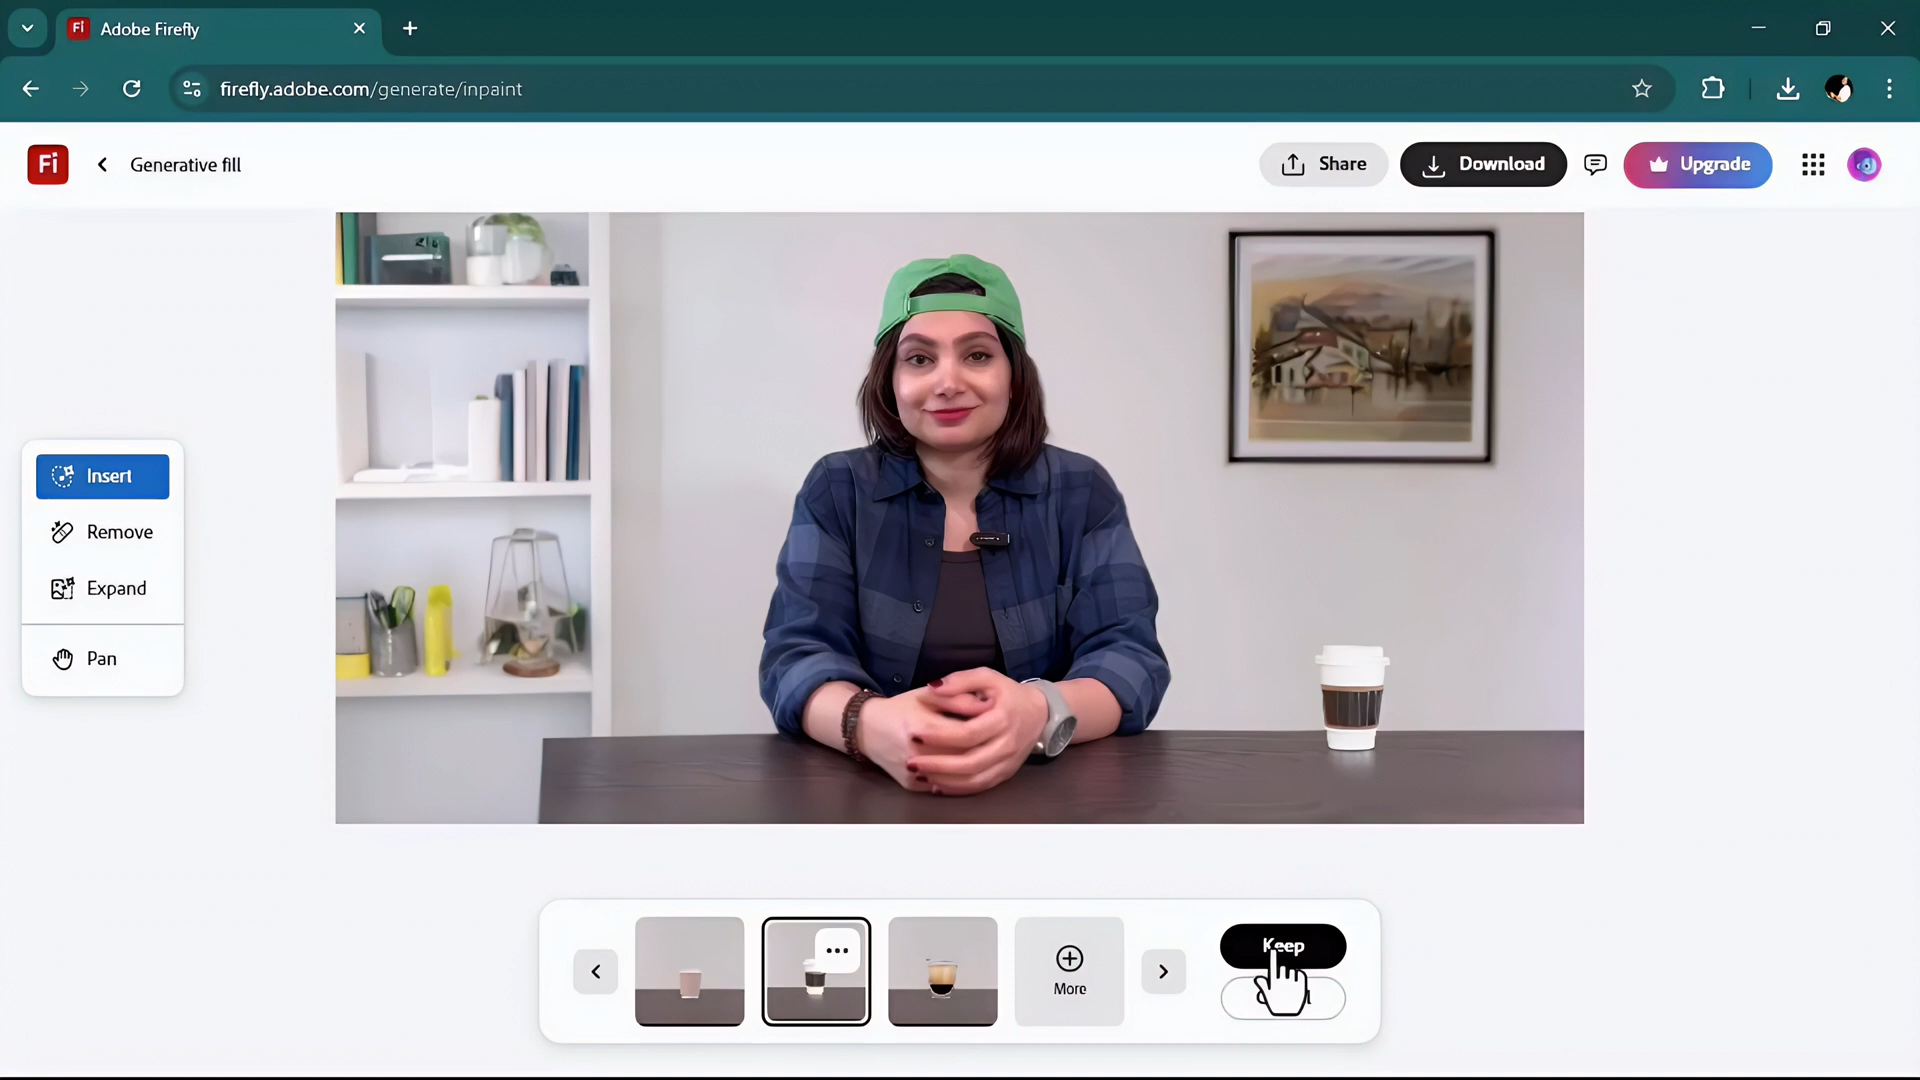 Fi Adobe Firefly
firefly.adobe.com/generate/inpaint
Fi Generative fill Share Download Upgrade
Insert
Remove
Expand
Pan
More
Keep